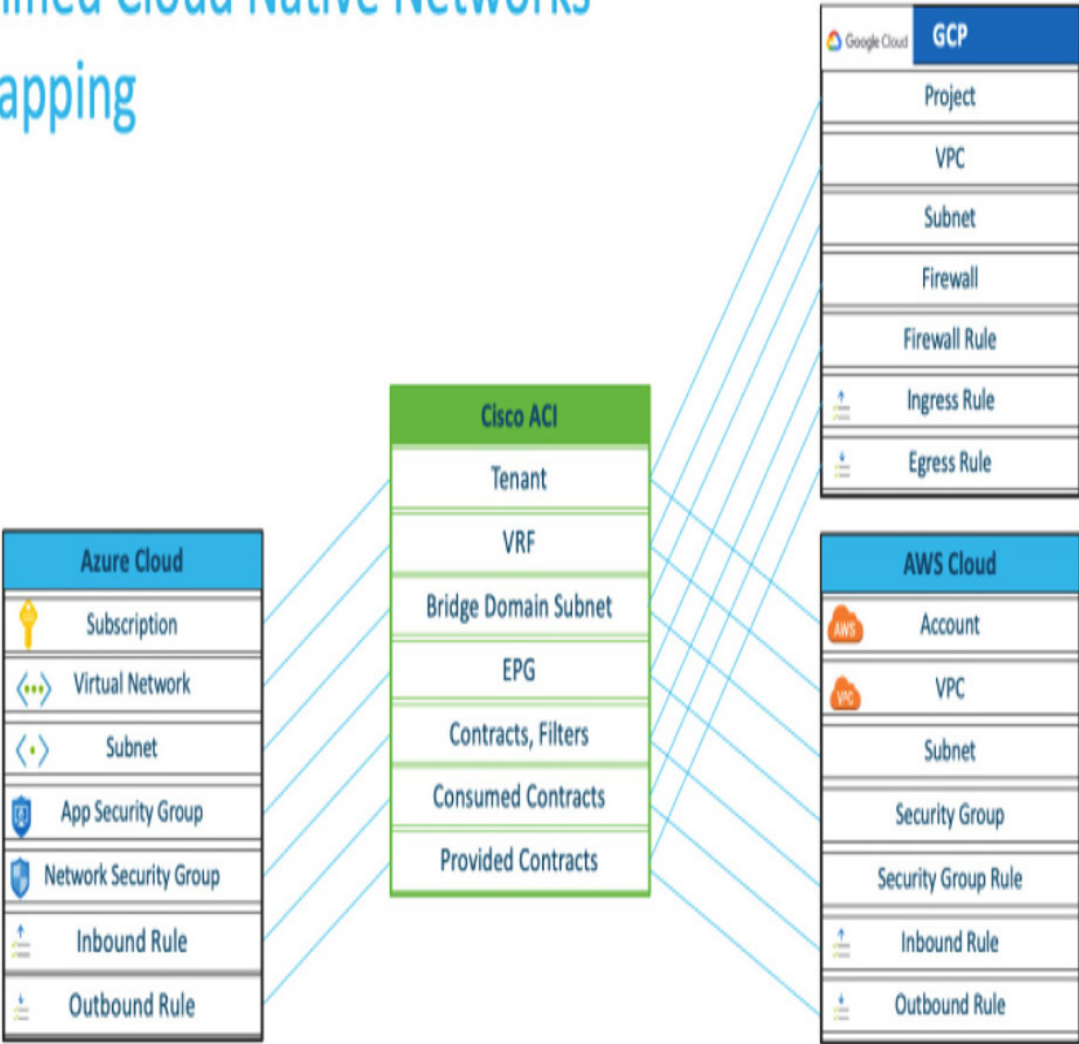 Cloud Native Networks
apping
Google Cloud
GCP
Project
VPC
Subnet
Firewall
Firewall Rule
Ingress Rule
Egress Rule
Cisco ACI
Tenant
VRF
Bridge Domain Subnet
EPG
Contracts, Filters
Consumed Contracts
Provided Contracts
Azure Cloud
Subscription
Virtual Network
Subnet
App Security Group
Network Security Group
Inbound Rule
Outbound Rule
AWS Cloud
AWS
Account
VPC
VPC
Subnet
Security Group
Security Group Rule
Inbound Rule
Outbound Rule